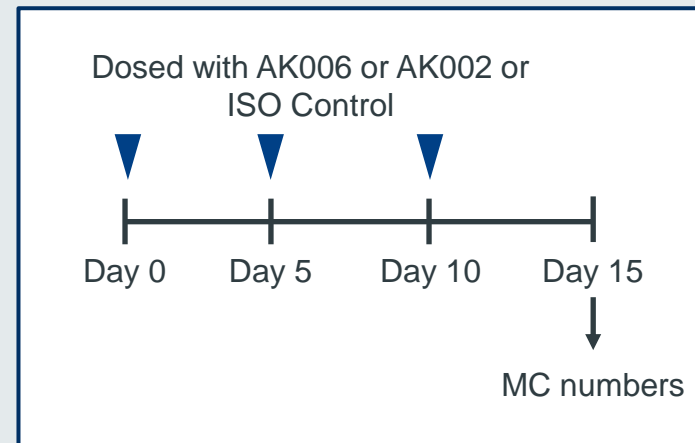 Dosed with AK006 or AK002 or
ISO Control
Day 0 Day 5 Day 10 Day 15
MC numbers